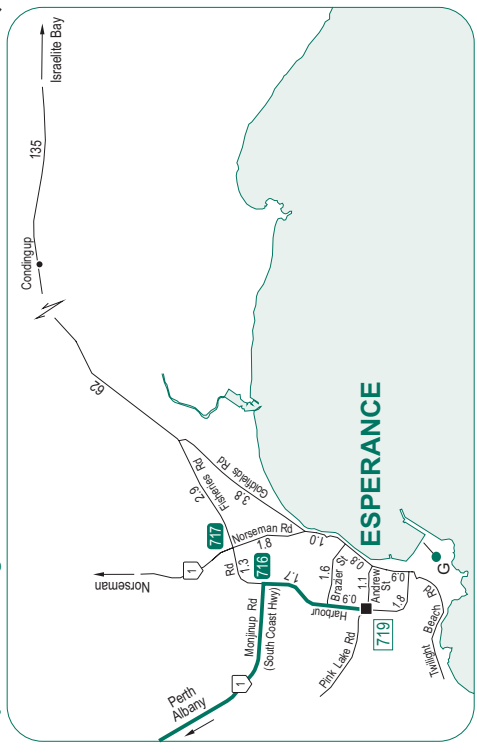 Israelite Bay
135
Condingup
62
Fisheries Rd
2.9
Goldfields Rd
3.8
717
Norseman
1
Norseman Rd
1.8
Rd
1.3
716
1.0
Monjinup Rd
(South Coast Hwy)
1
Perth
Albany
1.7
1.6
Brazier St
0.8
0.9
Harbour
1.1
Andrew
St
0.9
1.8
719
Pink Lake Rd
Twilight Beach Rd
G
ESPERANCE